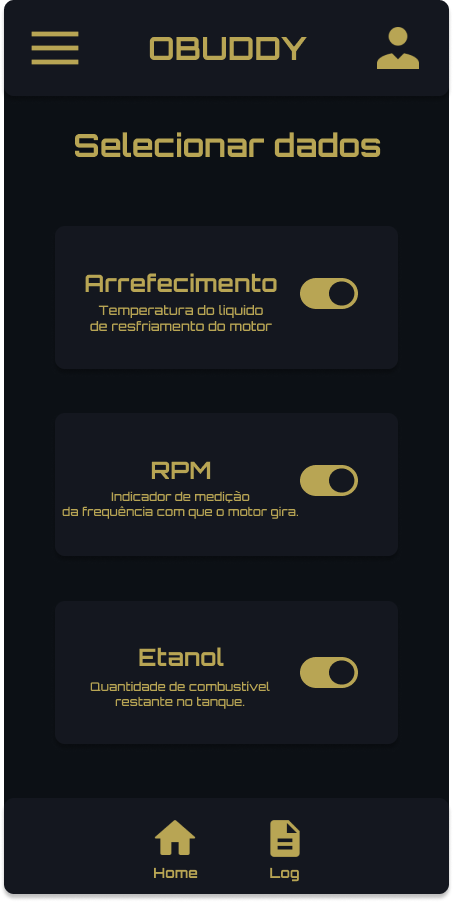 OBUDDY
Selecionar dados
Arrefecimento
Temperatura do liquido
de resfriamento do motor
RPM
Indicador de medição
da frequência com que o motor gira.
Etanol
Quantidade de combustível
restante no tanque.
Home
Log